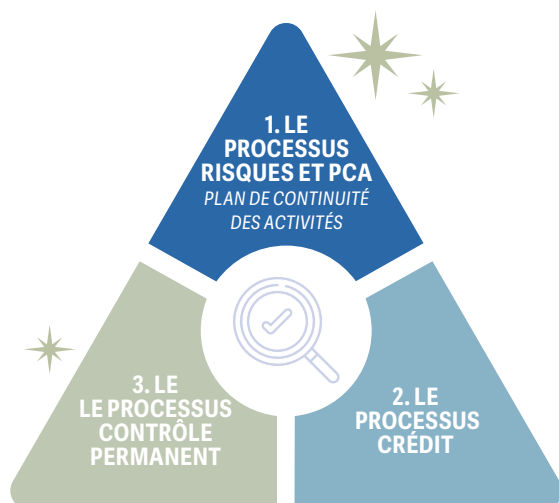 1. LE
PROCESSUS
RISQUES ET PCA
PLAN DE CONTINUITÉ
DES ACTIVITÉS
2. LE
PROCESSUS
CRÉDIT
3. LE
LE PROCESSUS
CONTRÔLE
PERMANENT